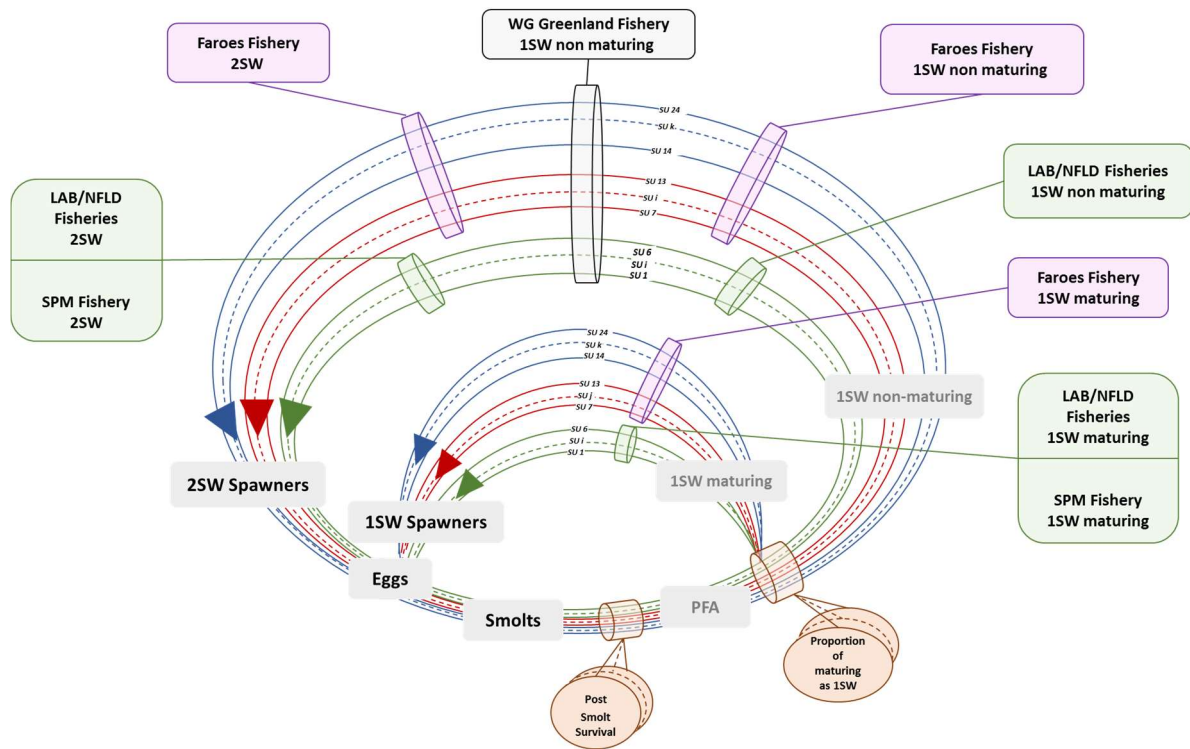 WG Greenland Fishery
1SW non maturing
Faroes Fishery
2SW
Faroes Fishery
1SW non maturing
SU 24
SU k
SU 14
SU 13
SU i
SU 7
SU 6
SU i
SU 1
LAB/NFLD Fisheries
1SW non maturing
LAB/NFLD
Fisheries
2SW
SPM Fishery
2SW
Faroes Fishery
1SW maturing
SU 24
SU k
SU 14
SU 13
SU j
SU 7
SU 6
SU i
SU 1
1SW non-maturing
LAB/NFLD
Fisheries
1SW maturing
SPM Fishery
1SW maturing
1SW maturing
2SW Spawners
1SW Spawners
Eggs
Smolts
PFA
Proportion
of
maturing
as 1SW
Post
Smolt
Survival